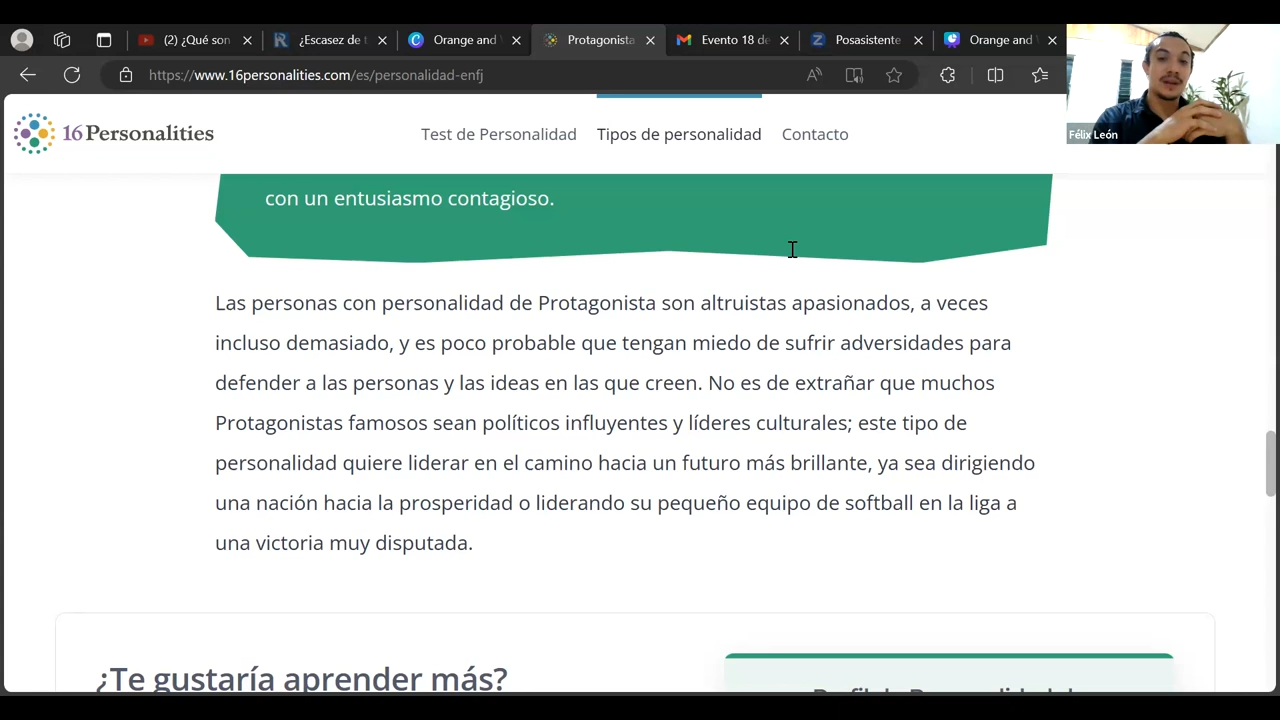 (2) ¿Qué son
¿Escasez de t
Orange and
Protagonista
Evento 18 de
Posasistente
Orange and
https://www.16personalities.com/es/personalidad-enfj
Félix León
16Personalities
Test de Personalidad
Tipos de personalidad
Contacto
con un entusiasmo contagioso.
Las personas con personalidad de Protagonista son altruistas apasionados, a veces
incluso demasiado, y es poco probable que tengan miedo de sufrir adversidades para
defender a las personas y las ideas en las que creen. No es de extrañar que muchos
Protagonistas famosos sean políticos influyentes y líderes culturales; este tipo de
personalidad quiere liderar en el camino hacia un futuro más brillante, ya sea dirigiendo
una nación hacia la prosperidad o liderando su pequeño equipo de softball en la liga a
una victoria muy disputada.
¿Te gustaría aprender más?